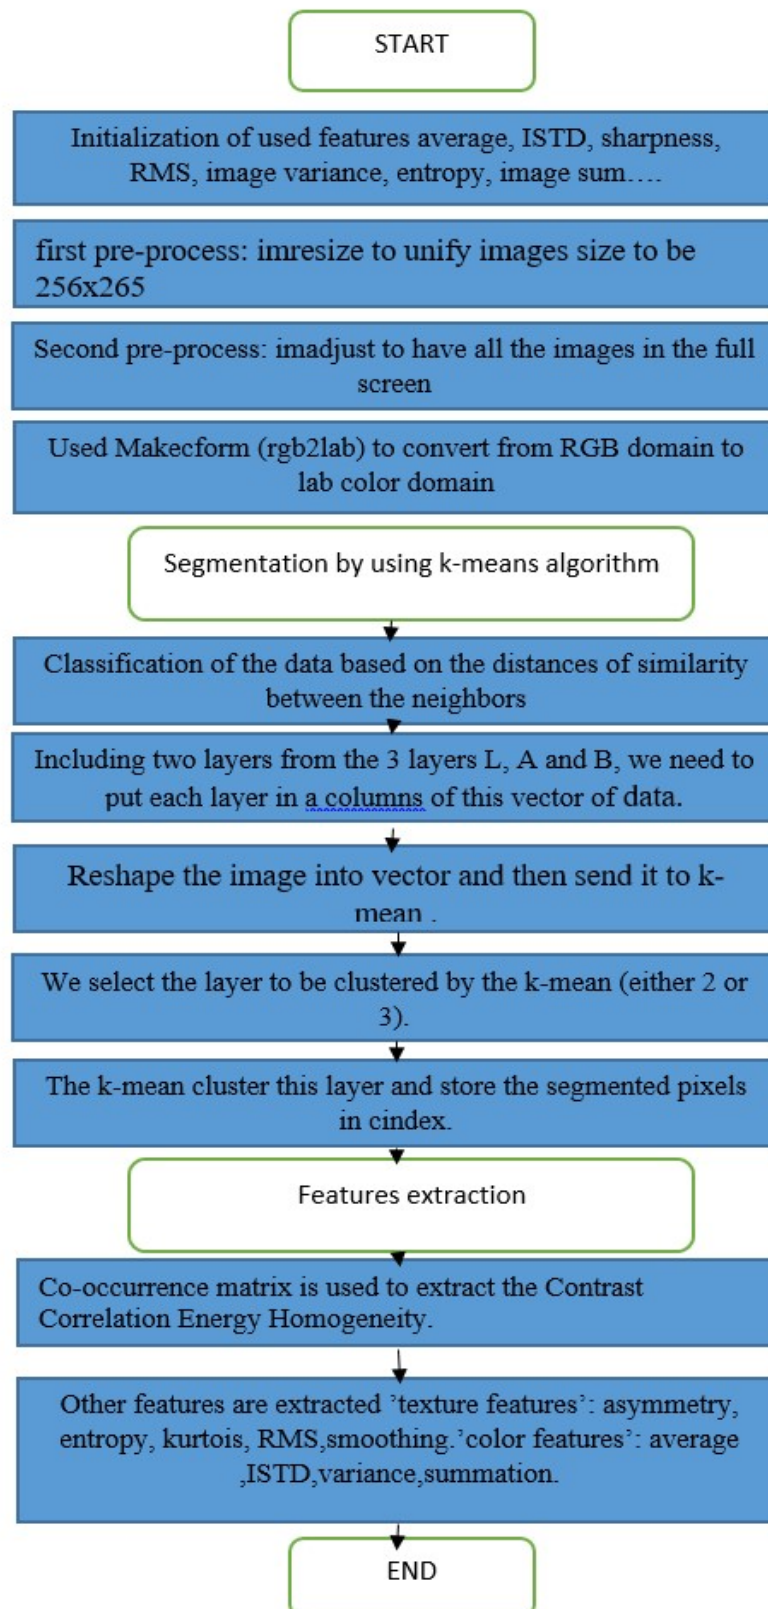 START
Initialization of used features average, ISTD, sharpness,
RMS, image variance, entropy, image sum….
first pre-process: imresize to unify images size to be
256x265
Second pre-process: imadjust to have all the images in the full
screen
Used Makecform (rgb2lab) to convert from RGB domain to
lab color domain
Segmentation by using k-means algorithm
Classification of the data based on the distances of similarity
between the neighbors
Including two layers from the 3 layers L, A and B, we need to
put each layer in a columns of this vector of data.
Reshape the image into vector and then send it to k-
mean .
We select the layer to be clustered by the k-mean (either 2 or
3).
The k-mean cluster this layer and store the segmented pixels
in cindex.
Features extraction
Co-occurrence matrix is used to extract the Contrast
Correlation Energy Homogeneity.
Other features are extracted ’texture features’: asymmetry,
entropy, kurtois, RMS,smoothing.’color features’: average
,ISTD,variance,summation.
END